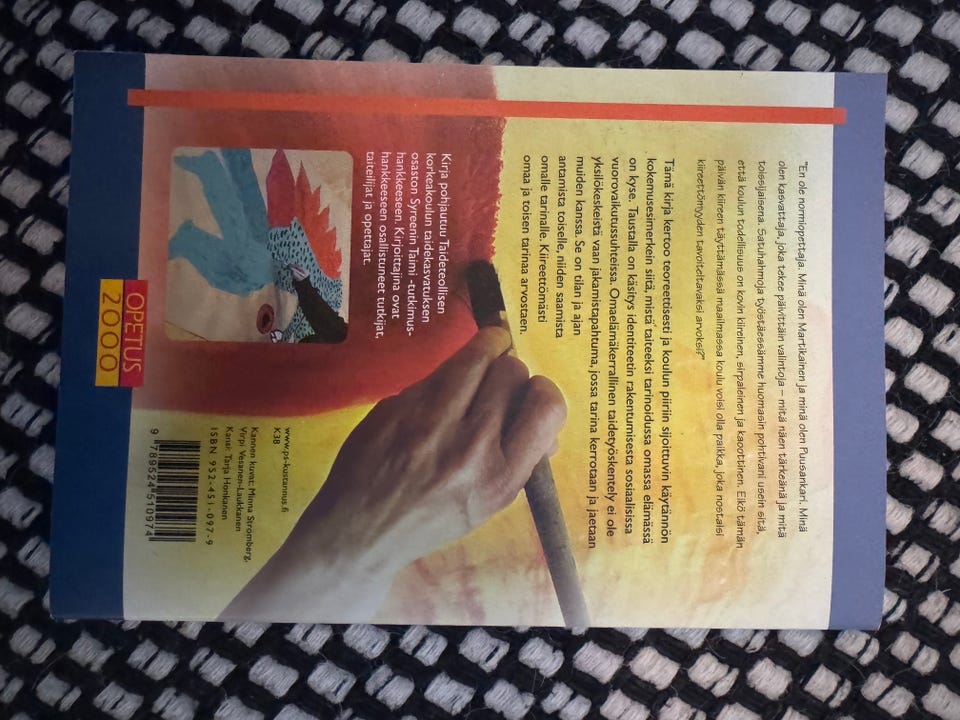 "En ole normiopettaja. Minä olen Martikainen ja minä olen Puusankari. Minä
olen kasvattaja, joka tekee päivittäin valintoja – mitä näen tärkeänä ja mitä
toisijaisena. Satuhahmoja työstäessämme huomasin pohtivani usein sitä,
että koulun todellisuus on kovin kiireinen, sirpaleinen ja kaoottinen. Eikö tämän
päivän kiireen täyttämässä maailmassa koulu voisi olla paikka, joka nostaisi
kiireettömyyden tavoiteltavaksi arvoksi?"
Tämä kirja kertoo teoreettisesti ja koulun piiriin sijoittuvin käytännön
kokemusesimerkein siitä, mistä taiteeksi tarinoidussa omassa elämässä
on kyse. Taustalla on käsitys identiteetin rakentumisesta sosiaalisissa
vuorovaikutussuhteissa. Omaelämäkerrallinen taidetyöskentely ei ole
yksilökeskeistä vaan jakamistapahtuma, jossa tarina kerrotaan ja jaetaan
muiden kanssa. Se on tilan ja ajan
antamista toiselle, niiden saamista
omalle tarinalle. Kiireettömästi
omaa ja toisen tarinaa arvostaen.
Kirja pohjautuu Taideteollisen
korkeakoulun taidekasvatuksen
osaston Syreenin Taimi -tutkimus-
hankkeeseen. Kirjoittajina ovat
hankkeeseen osallistuneet tutkijat,
taiteilijat ja opettajat.
www.ps-kustannus.fi
K38
Kannen kuvat: Minna Strömberg,
Virpi Vesanen-Laukkanen
Kansi: Tarja Honkanen
ISBN 952-451-097-9
9 789524 510974
OPETUS
2000